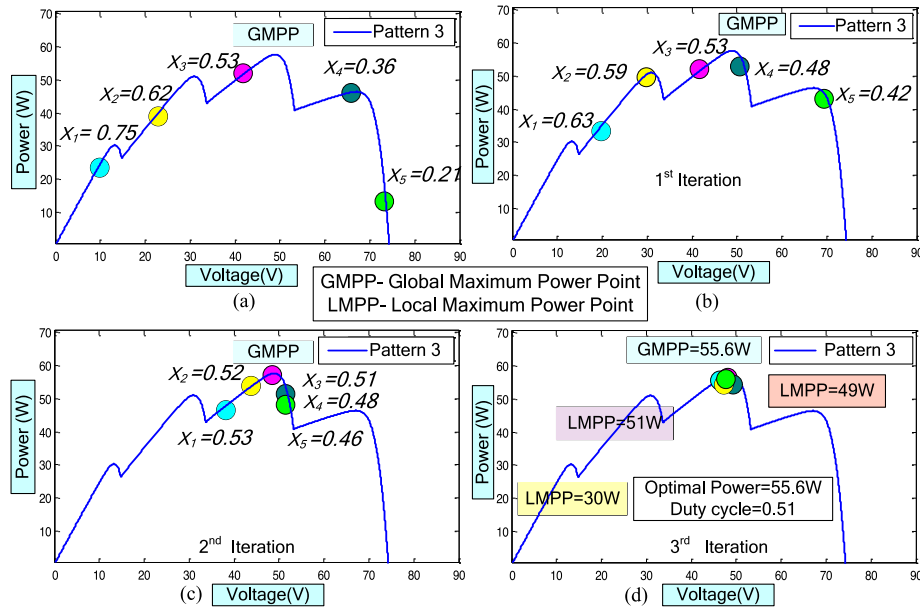 GMPP
Pattern 3
X3=0.53
X4=0.36
X2=0.62
X1= 0.75
X5=0.21
Power (W)
70
60
50
40
30
20
10
0 10 20 30 40 50 60 70 80 90
Voltage(V)
(a)
GMPP
Pattern 3
X3=0.53
X2=0.59
X4=0.48
X5=0.42
X1=0.63
1st Iteration
Power (W)
70
60
50
40
30
20
10
0 10 20 30 40 50 60 70 80 90
Voltage(V)
(b)
GMPP- Global Maximum Power Point
LMPP- Local Maximum Power Point
GMPP
Pattern 3
X2=0.52
X3=0.51
X4=0.48
X1=0.53
X5=0.46
2nd Iteration
Power (W)
70
60
50
40
30
20
10
0 10 20 30 40 50 60 70 80 90
Voltage(V)
(c)
GMPP=55.6W
Pattern 3
LMPP=49W
LMPP=51W
LMPP=30W
Optimal Power=55.6W
Duty cycle=0.51
3rd Iteration
Power (W)
70
60
50
40
30
20
10
0 10 20 30 40 50 60 70 80 90
Voltage(V)
(d)